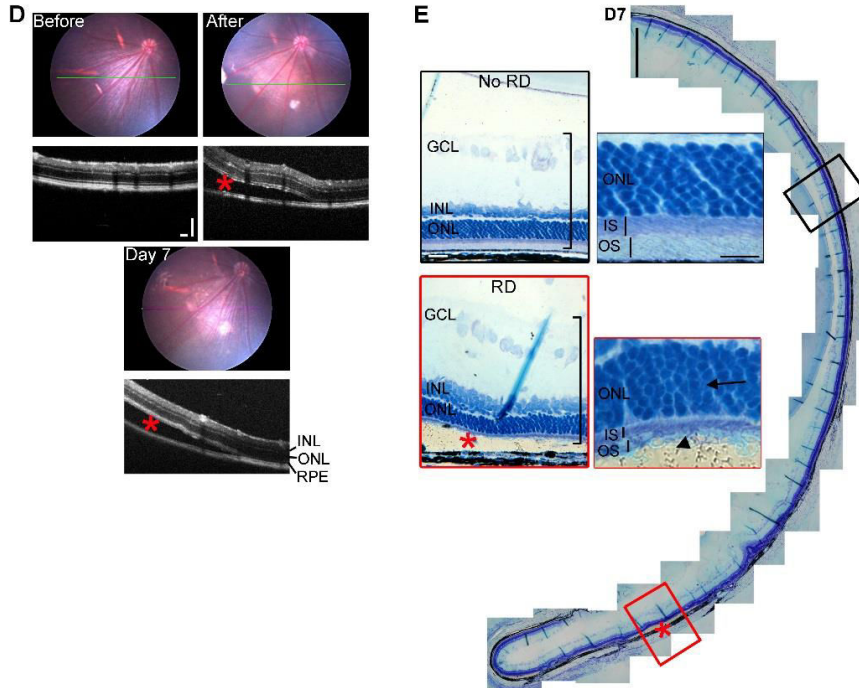 D
Before
After
*
Day 7
*
INL
ONL
RPE
E
D7
No RD
GCL
INL
ONL
ONL
IS
OS
RD
GCL
INL
ONL
*
ONL
IS
OS
*